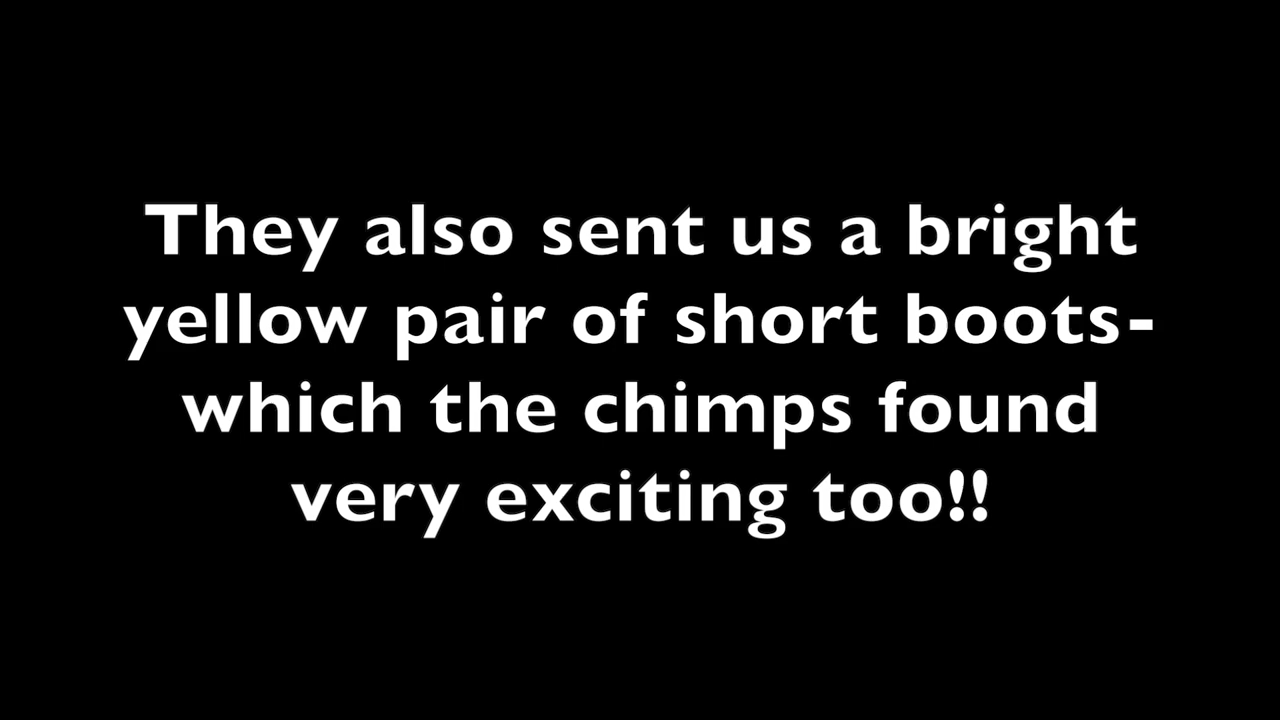 They also sent us a bright
yellow pair of short boots-
which the chimps found
very exciting too!!